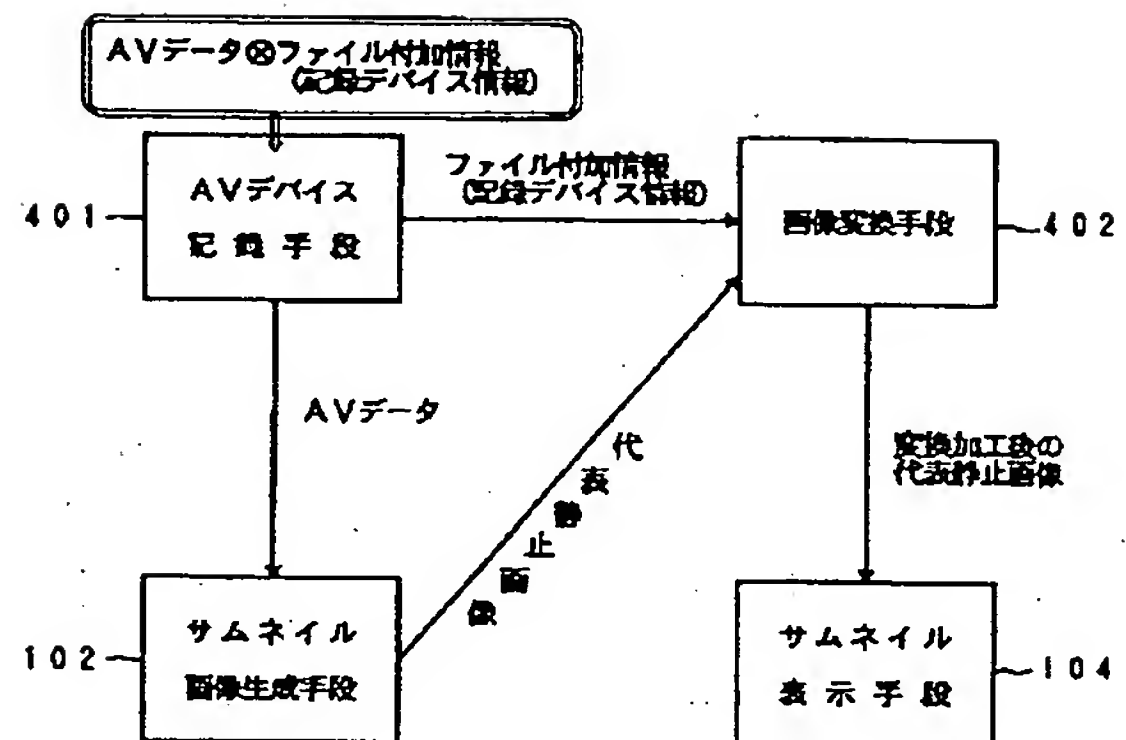 AVデータ⊗ファイル付加情報
(記録デバイス情報)
AVデバイス
記録手段
401
ファイル付加情報
(記録デバイス情報)
画像変換手段
402
AVデータ
代表静止画像
変換加工後の
代表静止画像
サムネイル
画像生成手段
102
サムネイル
表示手段
104